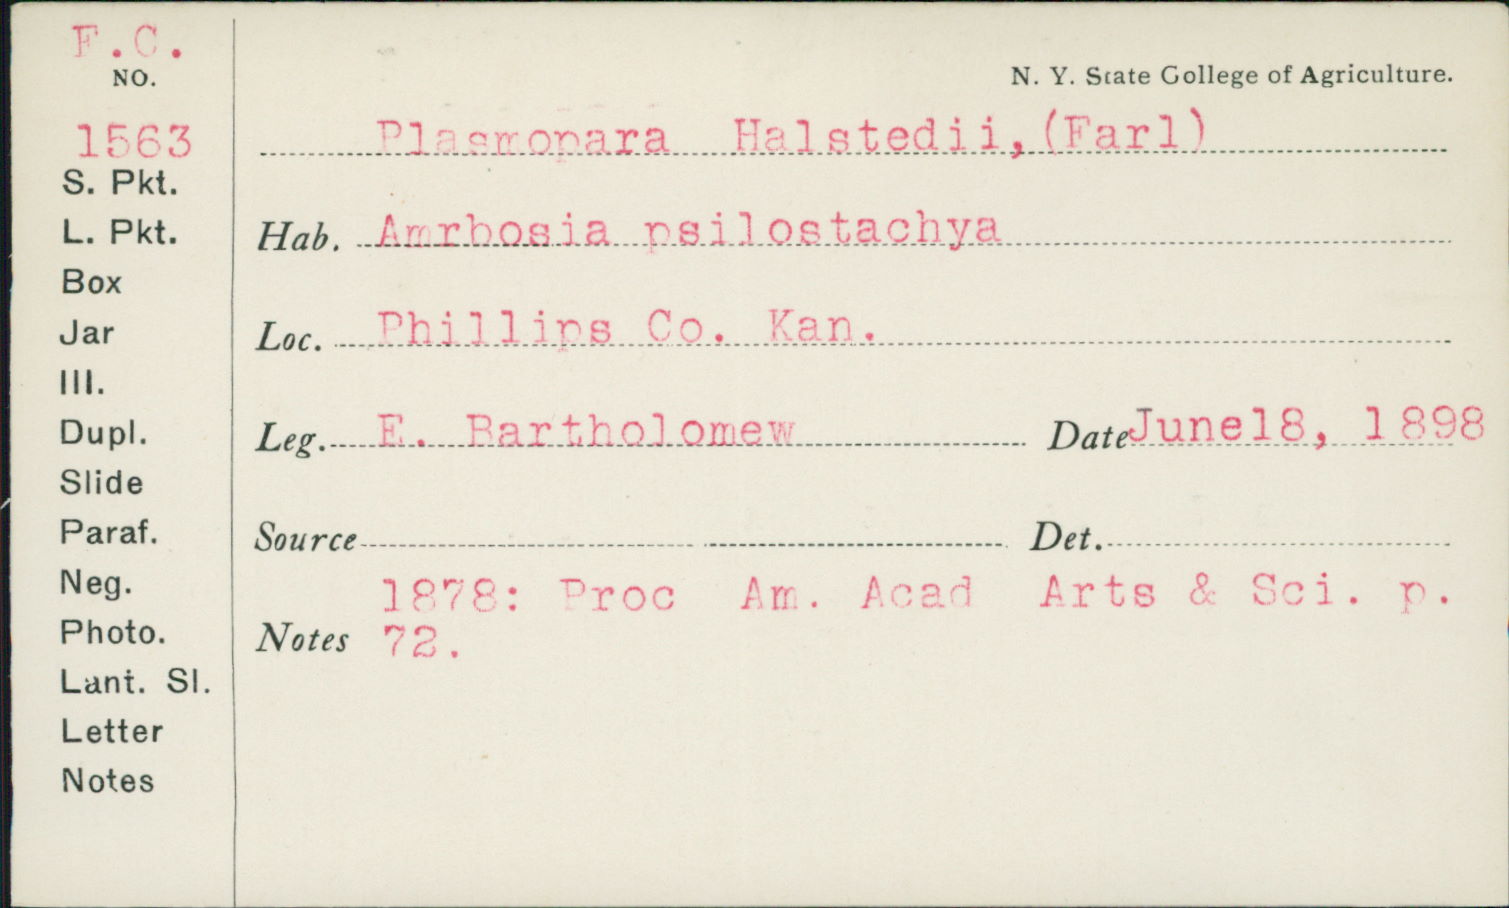 F.C.
NO.
N. Y. State College of Agriculture.
1563
Plasmopara Halstedii,(Farl)
S. Pkt.
L. Pkt.
Hab. Amrbosia psilostachya
Box
Jar
Loc. Phillips Co. Kan.
Ill.
Dupl.
Leg. E. Bartholomew Date June18, 1898
Slide
Paraf.
Source Det.
Neg.
1878: Proc Am. Acad Arts & Sci. p.
Photo.
Notes 72.
Lant. Sl.
Letter
Notes